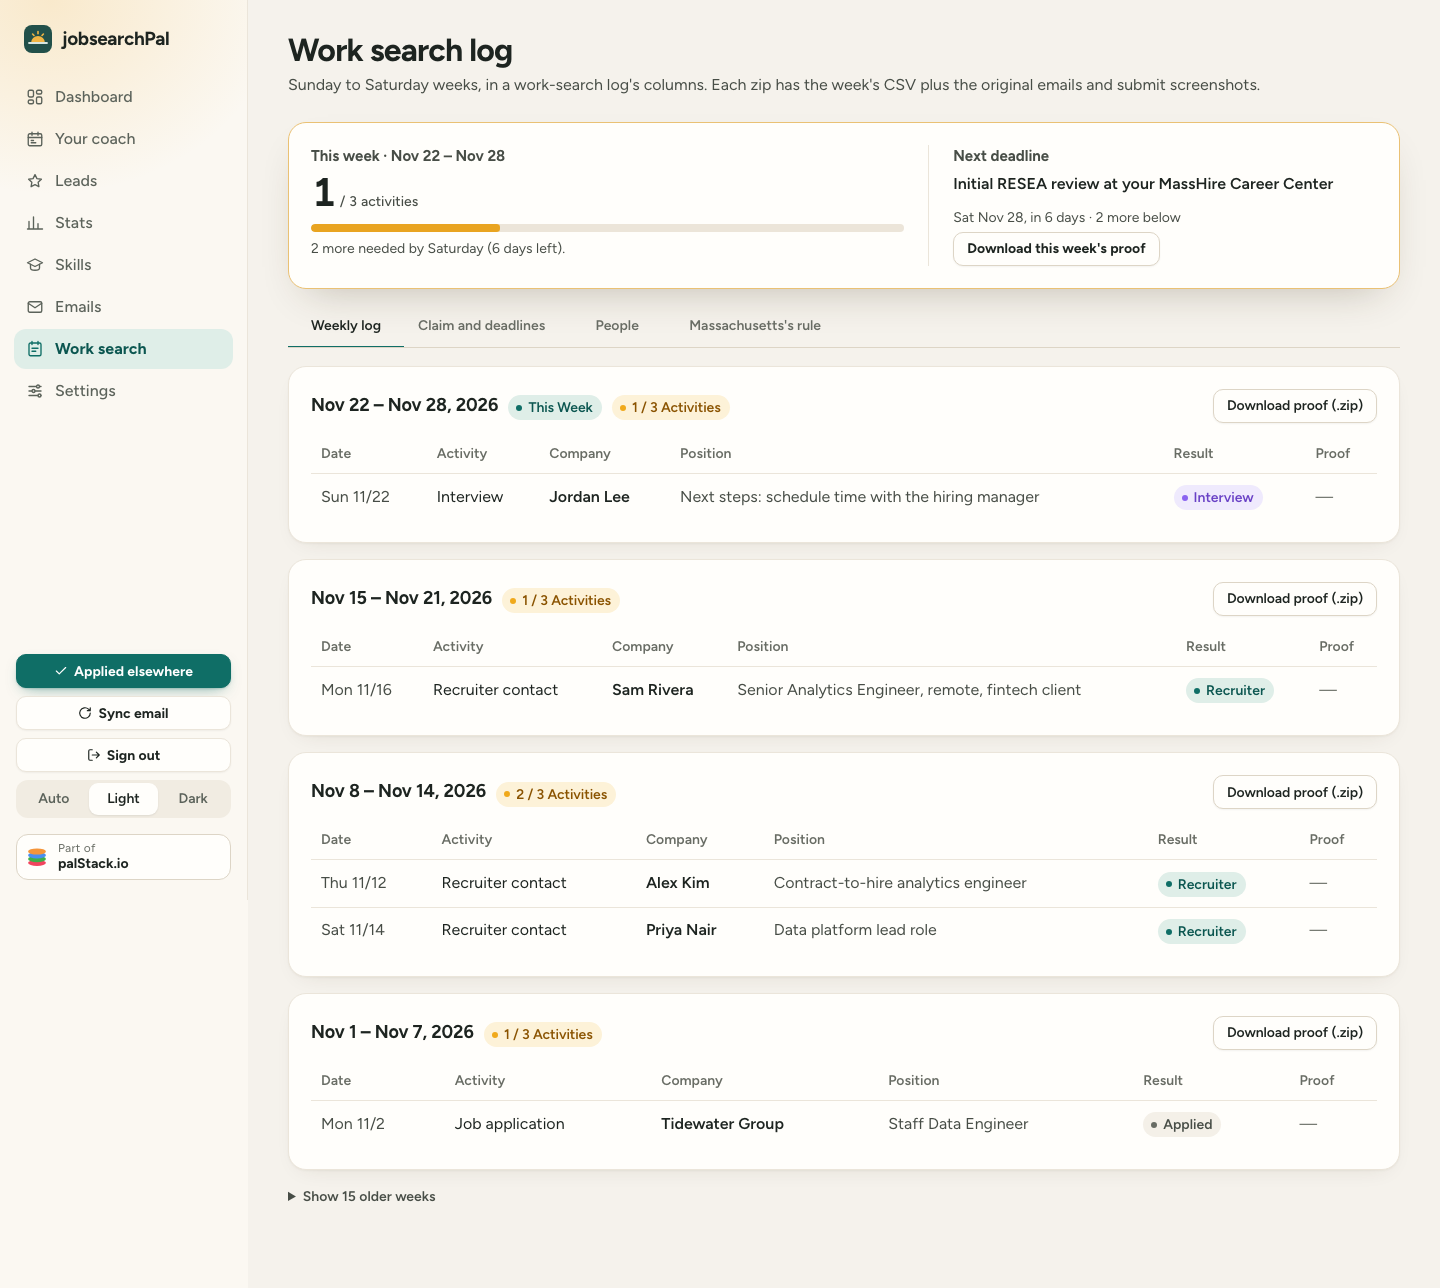 jobsearchPal
Dashboard
Your coach
Leads
Stats
Skills
Emails
Work search
Settings
Applied elsewhere
Sync email
Sign out
Auto Light Dark
Part of
palStack.io
Work search log
Sunday to Saturday weeks, in a work-search log's columns. Each zip has the week's CSV plus the original emails and submit screenshots.
This week · Nov 22 – Nov 28
1 / 3 activities
2 more needed by Saturday (6 days left).
Next deadline
Initial RESEA review at your MassHire Career Center
Sat Nov 28, in 6 days · 2 more below
Download this week's proof
Weekly log Claim and deadlines People Massachusetts's rule
Nov 22 – Nov 28, 2026 This Week 1 / 3 Activities Download proof (.zip)
Date Activity Company Position Result Proof
Sun 11/22 Interview Jordan Lee Next steps: schedule time with the hiring manager Interview —
Nov 15 – Nov 21, 2026 1 / 3 Activities Download proof (.zip)
Date Activity Company Position Result Proof
Mon 11/16 Recruiter contact Sam Rivera Senior Analytics Engineer, remote, fintech client Recruiter —
Nov 8 – Nov 14, 2026 2 / 3 Activities Download proof (.zip)
Date Activity Company Position Result Proof
Thu 11/12 Recruiter contact Alex Kim Contract-to-hire analytics engineer Recruiter —
Sat 11/14 Recruiter contact Priya Nair Data platform lead role Recruiter —
Nov 1 – Nov 7, 2026 1 / 3 Activities Download proof (.zip)
Date Activity Company Position Result Proof
Mon 11/2 Job application Tidewater Group Staff Data Engineer Applied —
Show 15 older weeks